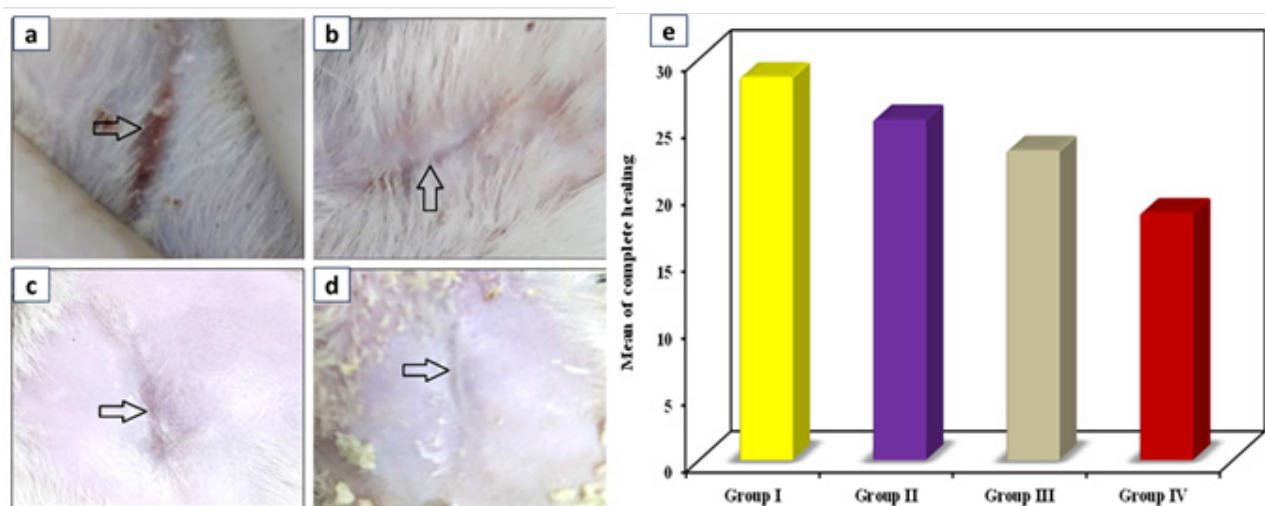 a
b
c
d
e
Mean of complete healing
30
25
20
15
10
5
0
Group I
Group II
Group III
Group IV